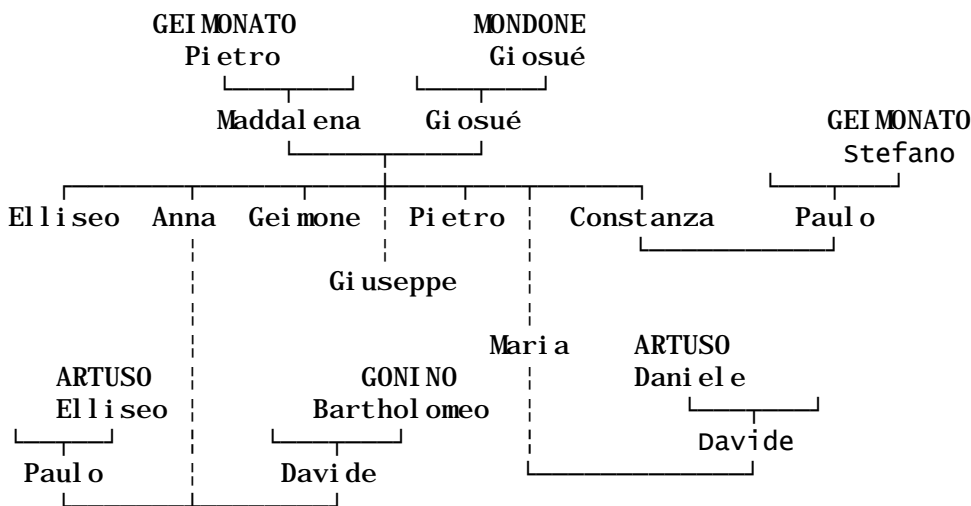 GEIMONATO MONDONE
Pietro Giosué
Maddalena Giosué GEIMONATO
Stefano
Elliseo Anna Geimone Pietro Constanza Paulo
Giuseppe
Maria ARTUSO
ARTUSO GONINO Daniele
Elliseo Bartholomeo
Davide
Paulo Davide